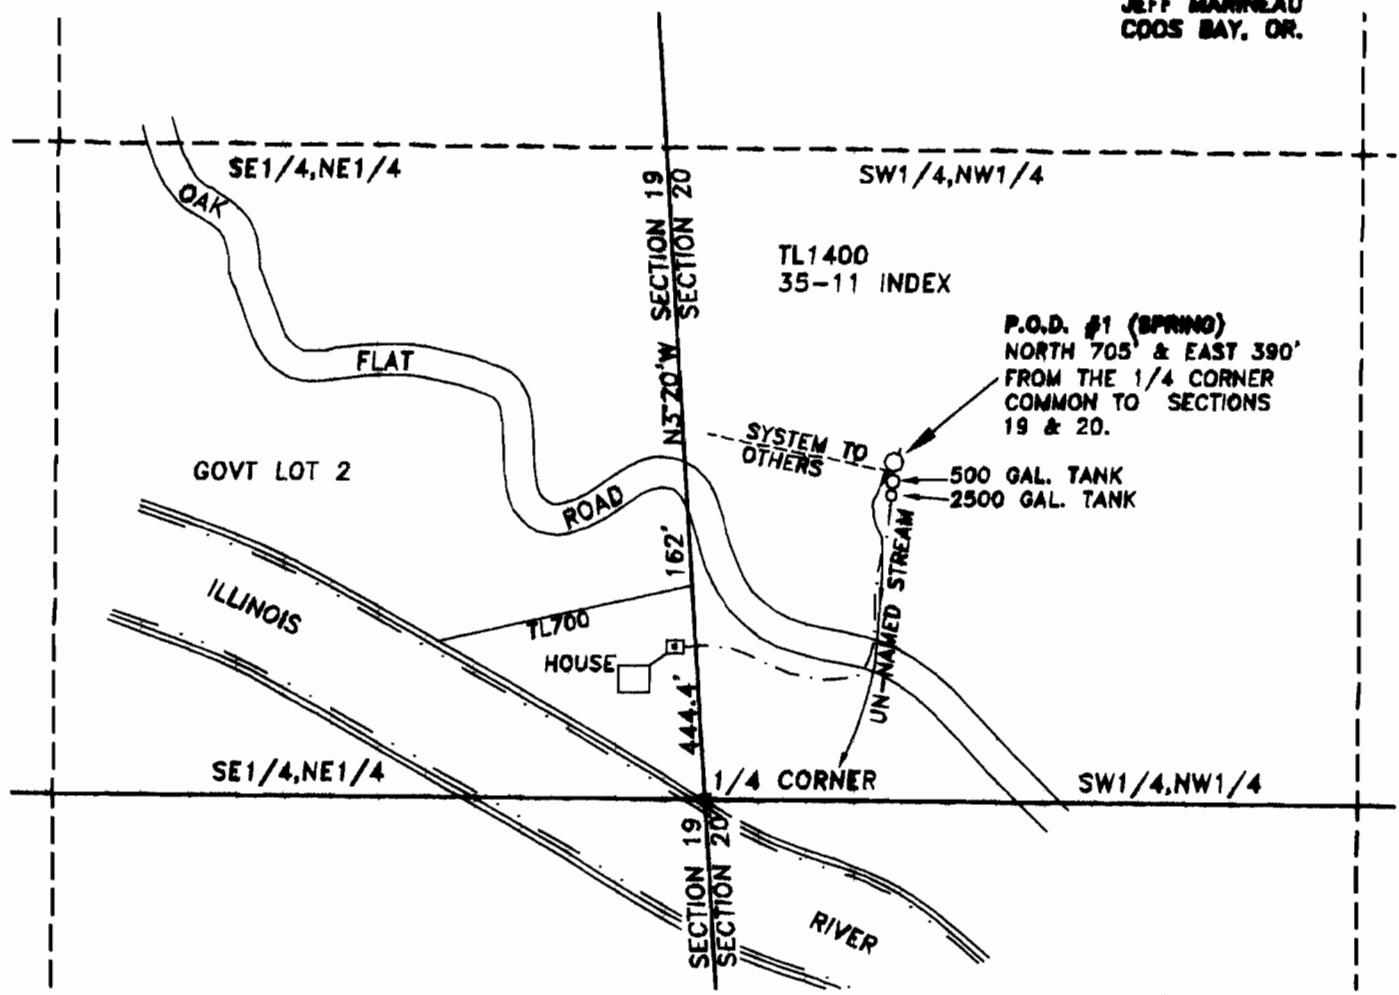 JEFF MARINEAU
COOS BAY, OR.
SE1/4,NE1/4
SW1/4,NW1/4
OAK
SECTION 19
SECTION 20
TL1400
35-11 INDEX
P.O.D. #1 (SPRING)
NORTH 705' & EAST 390'
FROM THE 1/4 CORNER
COMMON TO SECTIONS
19 & 20.
FLAT
N3°20'W
SYSTEM TO
OTHERS
GOVT LOT 2
500 GAL. TANK
2500 GAL. TANK
ROAD
162'
UN-NAMED STREAM
ILLINOIS
TL700
HOUSE
444.4'
SE1/4,NE1/4
1/4 CORNER
SW1/4,NW1/4
SECTION 19
SECTION 20
RIVER